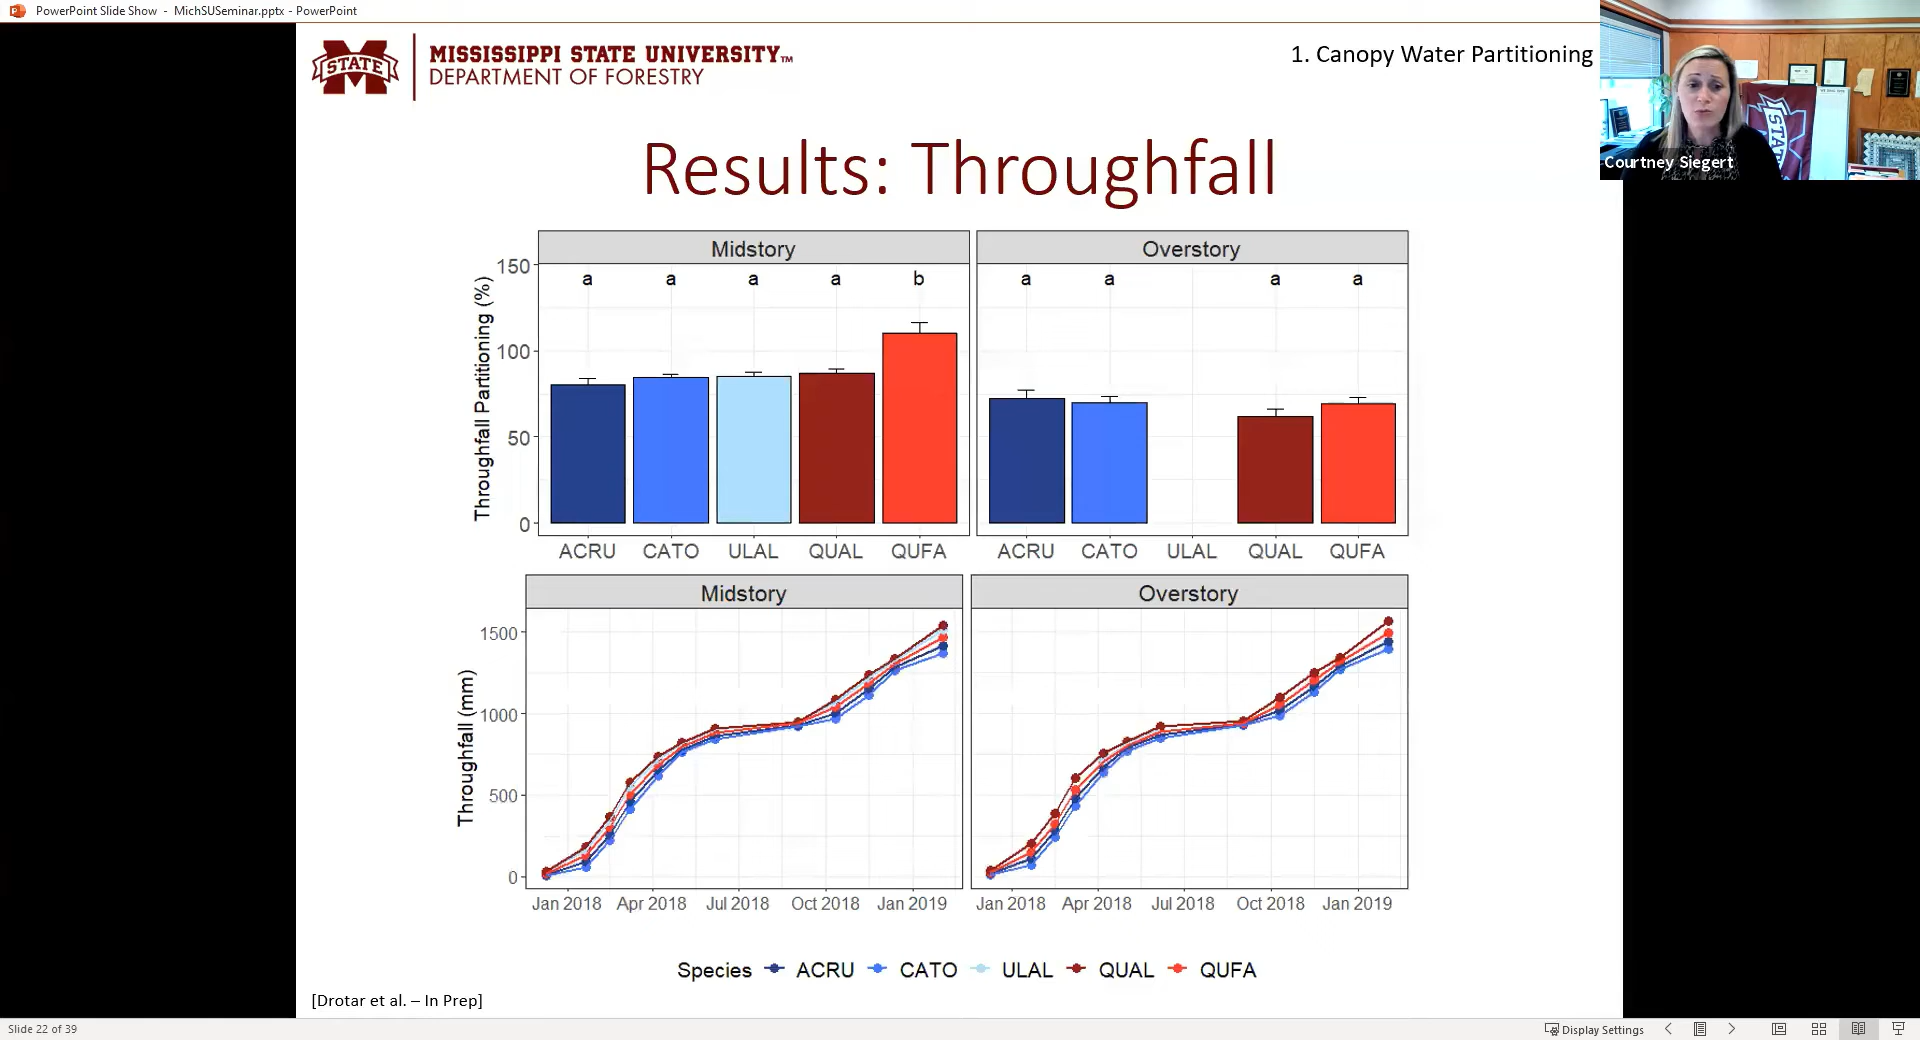 PowerPoint Slide Show - MichSUSeminar.pptx - PowerPoint
STATE
MISSISSIPPI STATE UNIVERSITY™
DEPARTMENT OF FORESTRY
1. Canopy Water Partitioning
STATE
Courtney Siegert
Results: Throughfall
Midstory
Overstory
Throughfall Partitioning (%)
150
100
50
0
a a a a b
a a a a
ACRU CATO ULAL QUAL QUFA
ACRU CATO ULAL QUAL QUFA
Midstory
Overstory
Throughfall (mm)
1500
1000
500
0
Jan 2018 Apr 2018 Jul 2018 Oct 2018 Jan 2019
Jan 2018 Apr 2018 Jul 2018 Oct 2018 Jan 2019
Species ACRU CATO ULAL QUAL QUFA
[Drotar et al. – In Prep]
Slide 22 of 39
Display Settings